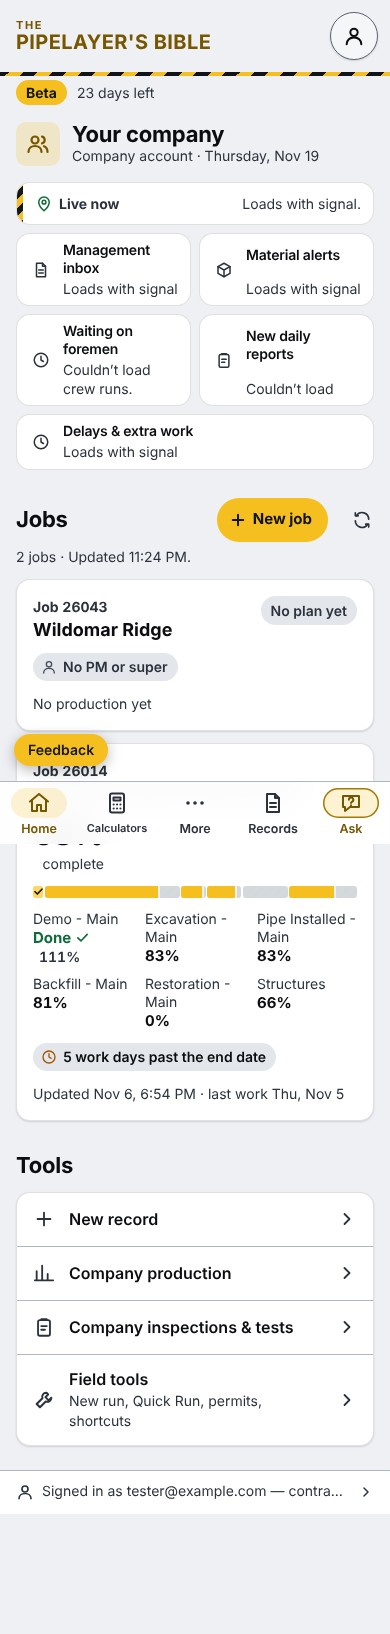 THE
PIPELAYER'S BIBLE
Beta 23 days left
Your company
Company account · Thursday, Nov 19
Live now Loads with signal.
Management
inbox
Loads with signal
Material alerts
Loads with signal
Waiting on
foremen
Couldn't load
crew runs.
New daily
reports
Couldn't load
Delays & extra work
Loads with signal
Jobs
+ New job
2 jobs · Updated 11:24 PM.
Job 26043
Wildomar Ridge
No plan yet
No PM or super
No production yet
Feedback
Job 26014
Home
Calculators
More
Records
Ask
complete
Demo - Main
Done ✓
111%
Excavation -
Main
83%
Pipe Installed -
Main
83%
Backfill - Main
81%
Restoration -
Main
0%
Structures
66%
5 work days past the end date
Updated Nov 6, 6:54 PM · last work Thu, Nov 5
Tools
New record
Company production
Company inspections & tests
Field tools
New run, Quick Run, permits,
shortcuts
Signed in as tester@example.com — contra...